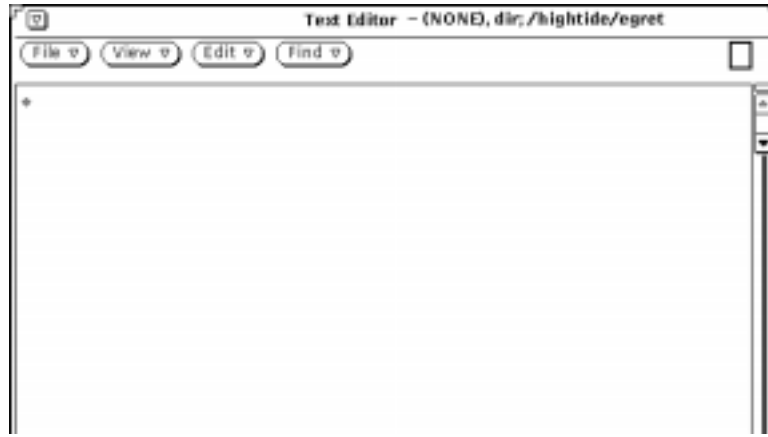 Text Editor - (NONE), dir; /hightide/egret
File View Edit Find